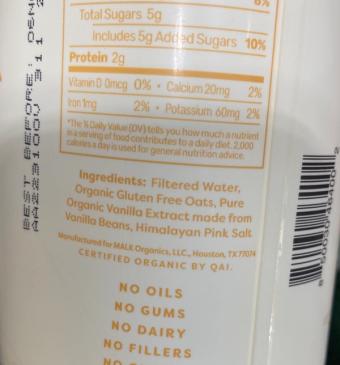 6%
Total Sugars 5g
Includes 5g Added Sugars 10%
Protein 2g
Vitamin D 0mcg 0% • Calcium 20mg 2%
Iron 1mg 2% • Potassium 60mg 2%
*The % Daily Value (DV) tells you how much a nutrient
in a serving of food contributes to a daily diet. 2,000
calories a day is used for general nutrition advice.
Ingredients: Filtered Water,
Organic Gluten Free Oats, Pure
Organic Vanilla Extract made from
Vanilla Beans, Himalayan Pink Salt
Manufactured for MALK Organics, LLC., Houston, TX 77074
CERTIFIED ORGANIC BY QAI.
NO OILS
NO GUMS
NO DAIRY
NO FILLERS
NO
BEST BEFORE: